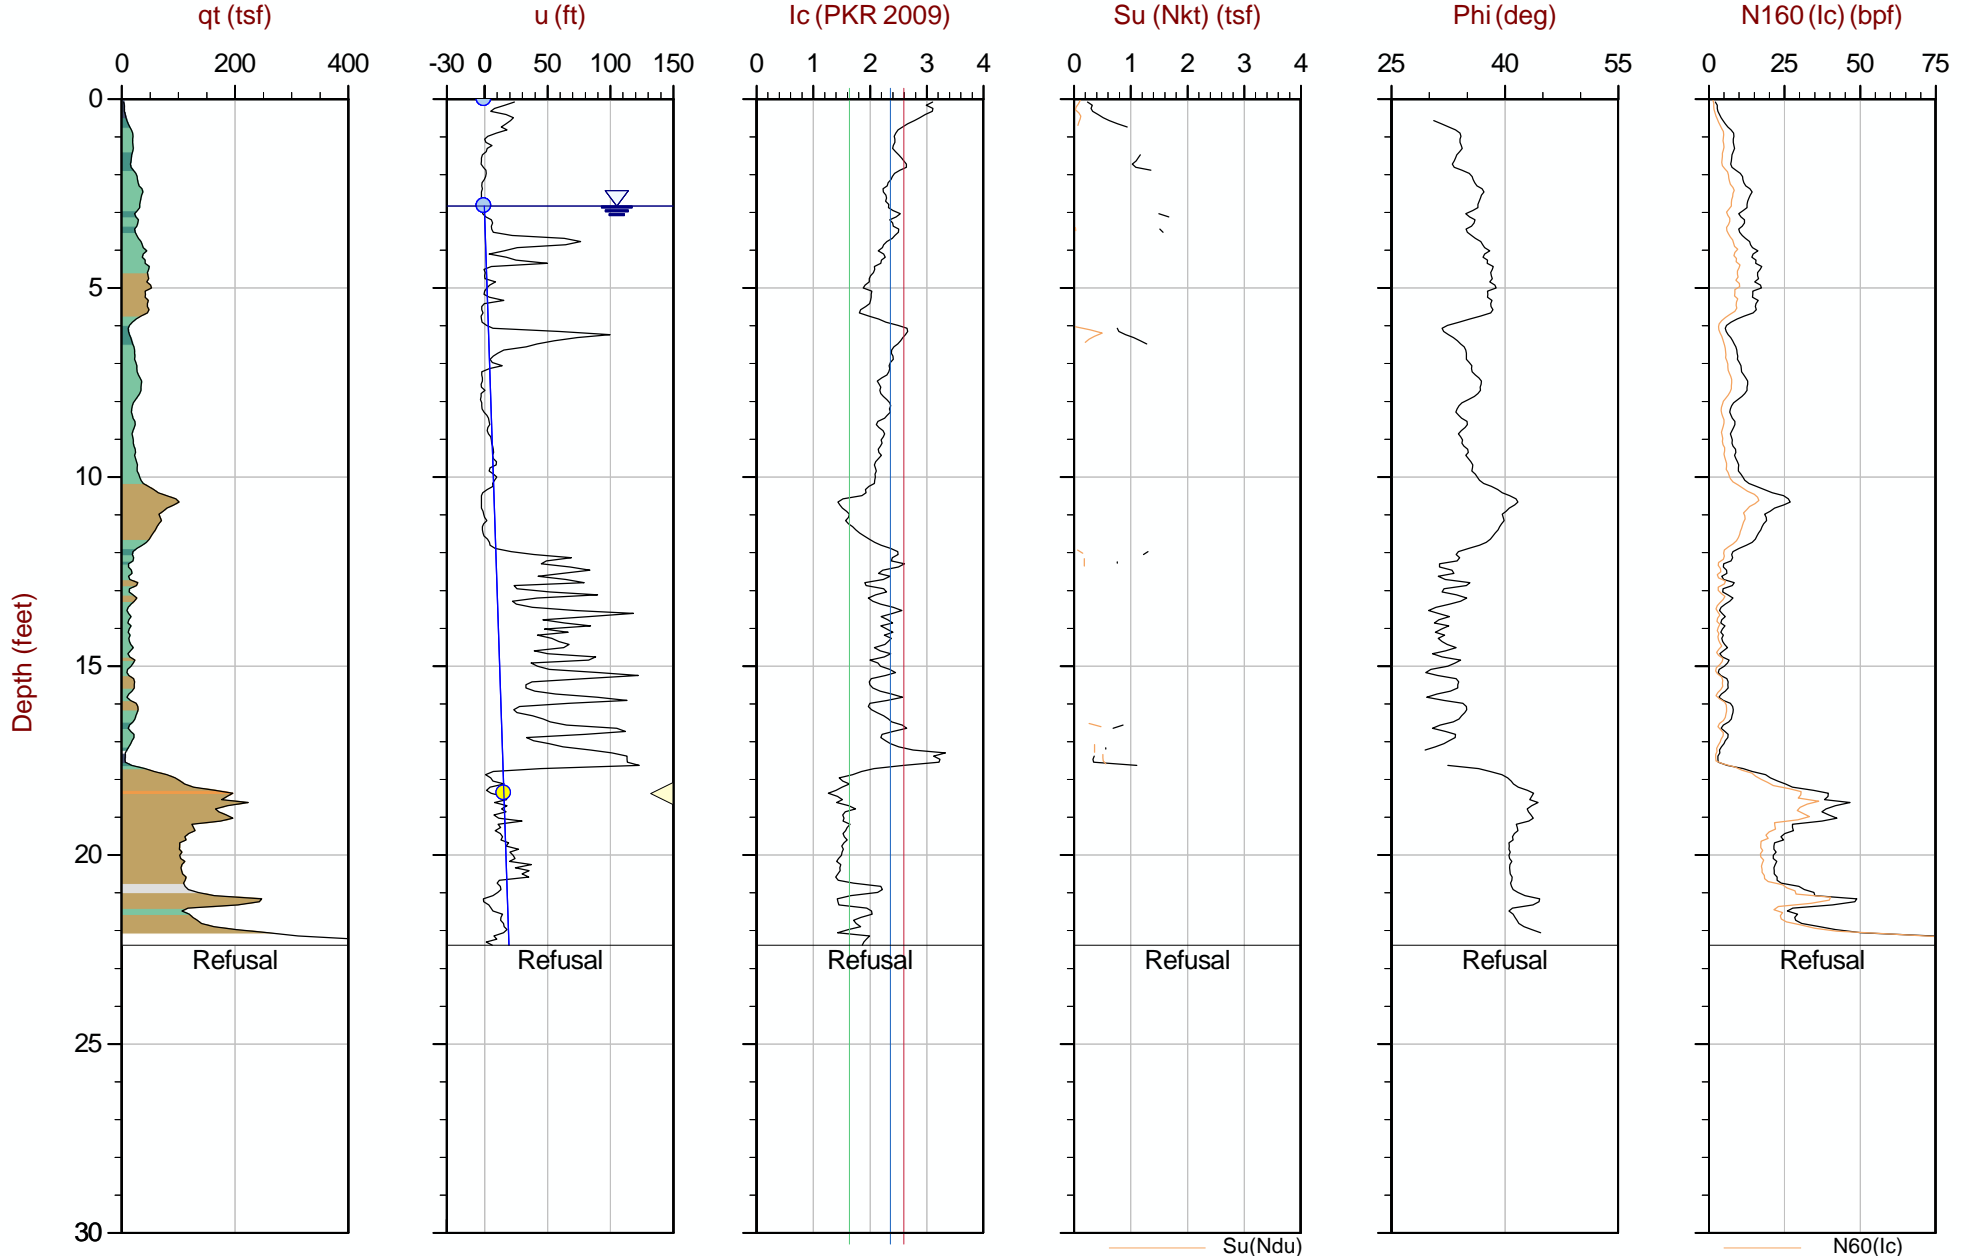 qt (tsf) u (ft) Ic (PKR 2009) Su (Nkt) (tsf) Phi (deg) N160 (Ic) (bpf)
0 200 400 -30 0 50 100 150 0 1 2 3 4 0 1 2 3 4 25 40 55 0 25 50 75
0
5
10
15
20
25
30
Depth (feet)
Refusal Refusal Refusal Refusal Refusal Refusal
Su(Ndu) N60(Ic)